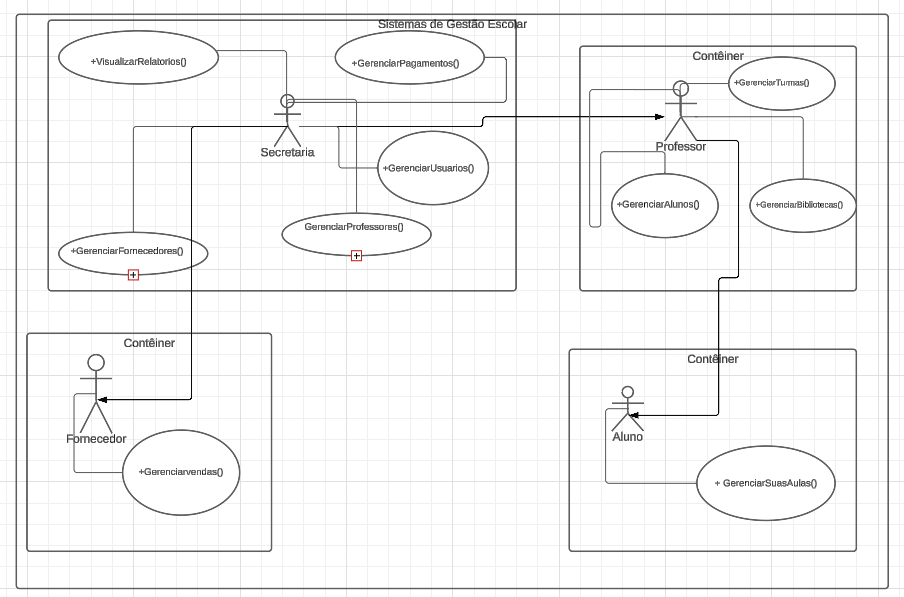 Sistemas de Gestão Escolar
+VisualizarRelatorios()
+GerenciarPagamentos()
Secretaria
+GerenciarUsuarios()
GerenciarProfessores()
+
+GerenciarFornecedores()
+
Contêiner
+GerenciarTurmas()
Professor
+GerenciarAlunos()
+GerenciarBibliotecas()
Contêiner
Fornecedor
+Gerenciarvendas()
Contêiner
Aluno
+ GerenciarSuasAulas()